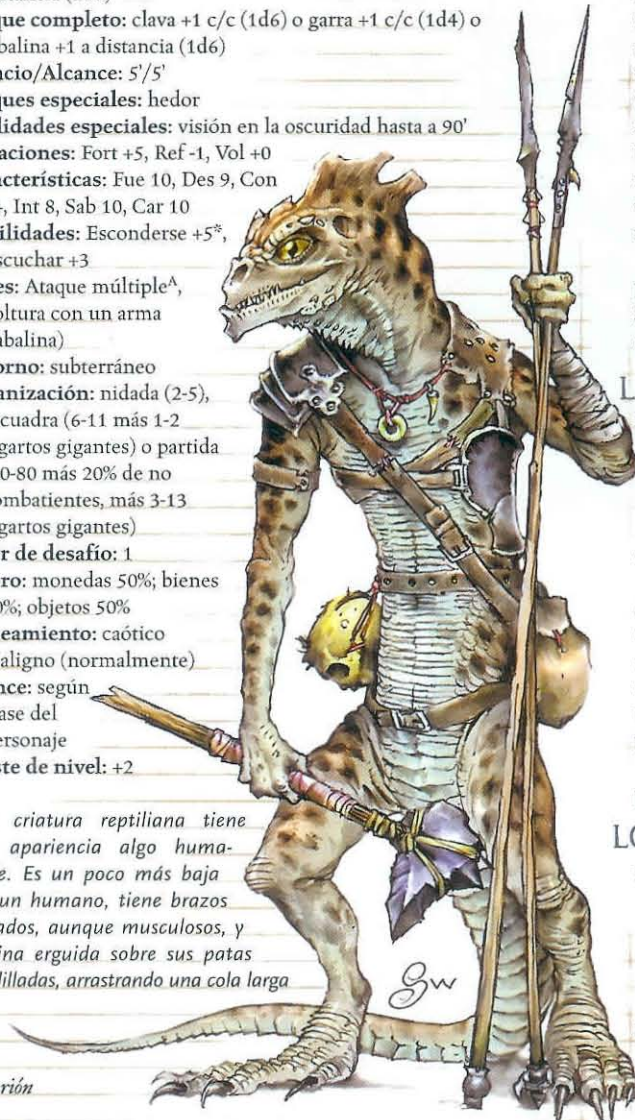 que completo: clava +1 c/c (1d6) o garra +1 c/c (1d4) o
balina +1 a distancia (1d6)
acio/Alcance: 5'/5'
ques especiales: hedor
lidades especiales: visión en la oscuridad hasta a 90'
aciones: Fort +5, Ref -1, Vol +0
acterísticas: Fue 10, Des 9, Con
, Int 8, Sab 10, Car 10
ilidades: Esconderse +5*,
scuchar +3
es: Ataque múltipleᴬ,
oltura con un arma
abalina)
orno: subterráneo
anización: nidada (2-5),
cuadra (6-11 más 1-2
gartos gigantes) o partida
0-80 más 20% de no
ombatientes, más 3-13
gartos gigantes)
r de desafío: 1
ro: monedas 50%; bienes
0%; objetos 50%
eamiento: caótico
aligno (normalmente)
nce: según
ase del
ersonaje
ste de nivel: +2
criatura reptiliana tiene
apariencia algo huma-
e. Es un poco más baja
un humano, tiene brazos
ados, aunque musculosos, y
ina erguida sobre sus patas
lilladas, arrastrando una cola larga
rión
L
LO
SW